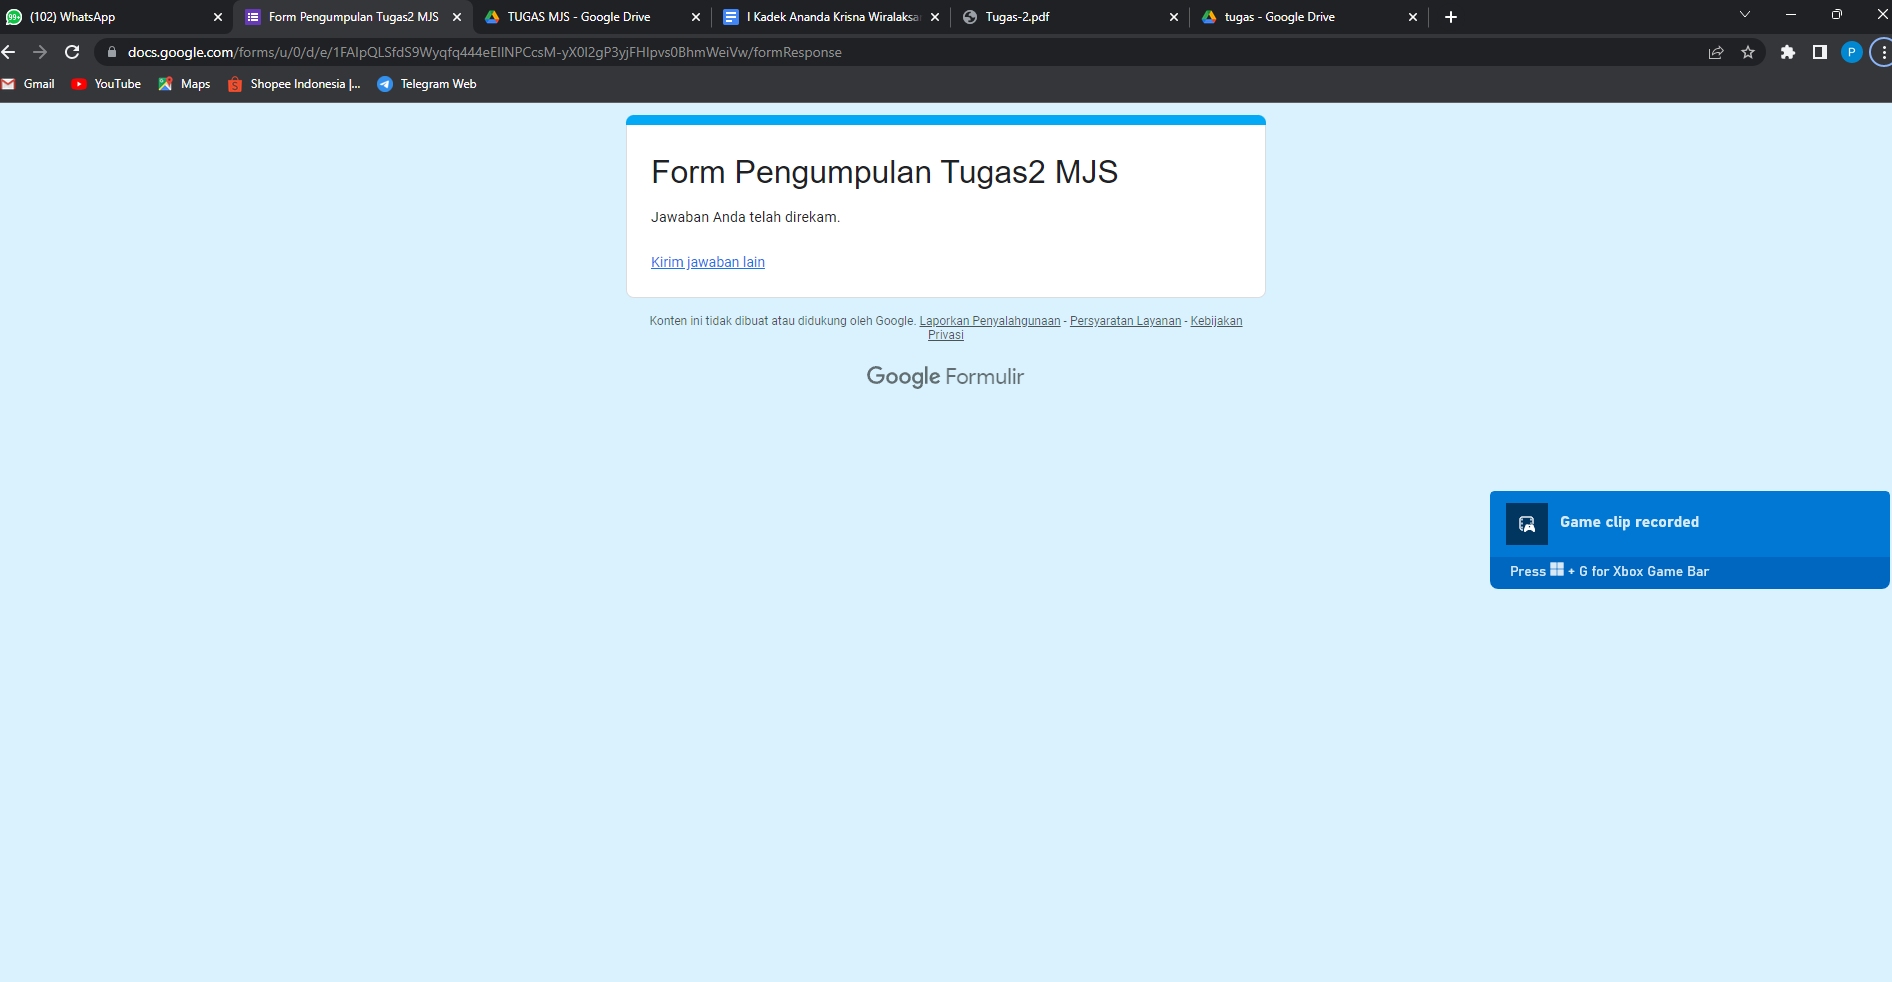 (102) WhatsApp
Form Pengumpulan Tugas2 MJS
TUGAS MJS - Google Drive
I Kadek Ananda Krisna Wiralaksa
Tugas-2.pdf
tugas - Google Drive
docs.google.com/forms/u/0/d/e/1FAIpQLSfdS9Wyqfq444eEIlNPCcsM-yX0I2gP3yjFHIpvs0BhmWeiVw/formResponse
P
Gmail
YouTube
Maps
Shopee Indonesia |...
Telegram Web
Form Pengumpulan Tugas2 MJS
Jawaban Anda telah direkam.
Kirim jawaban lain
Konten ini tidak dibuat atau didukung oleh Google. Laporkan Penyalahgunaan - Persyaratan Layanan - Kebijakan
Privasi
Google Formulir
Game clip recorded
Press + G for Xbox Game Bar